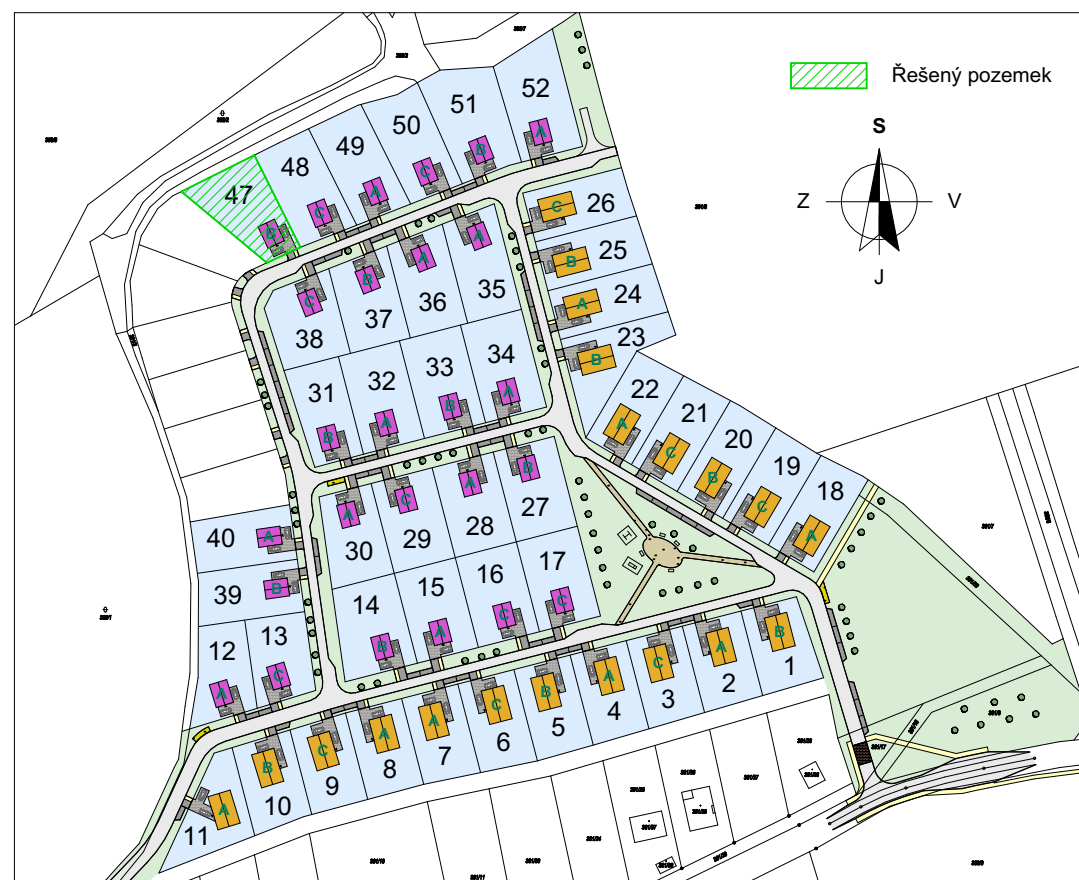 Řešený pozemek
S
Z V
J
52
A
51
B
50
C
49
A
48
C
47
B
26
C
25
B
24
A
23
B
38
C
37
B
36
A
35
A
31
B
32
A
33
B
34
A
22
A
21
C
20
B
19
C
18
A
30
A
29
C
28
A
27
B
40
A
39
B
14
B
15
A
16
C
17
C
12
A
13
C
11
A
10
B
9
C
8
A
7
A
6
C
5
B
4
A
3
C
2
A
1
B